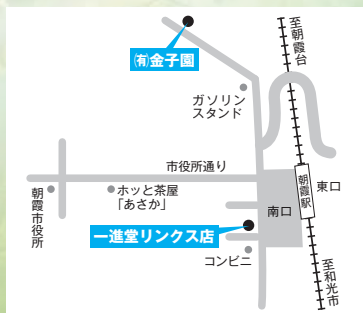 至朝霞台
㈲金子園
ガソリン
スタンド
市役所通り
朝霞市役所
ホッと茶屋
「あさか」
朝霞駅
東口
南口
一進堂リンクス店
コンビニ
至和光市